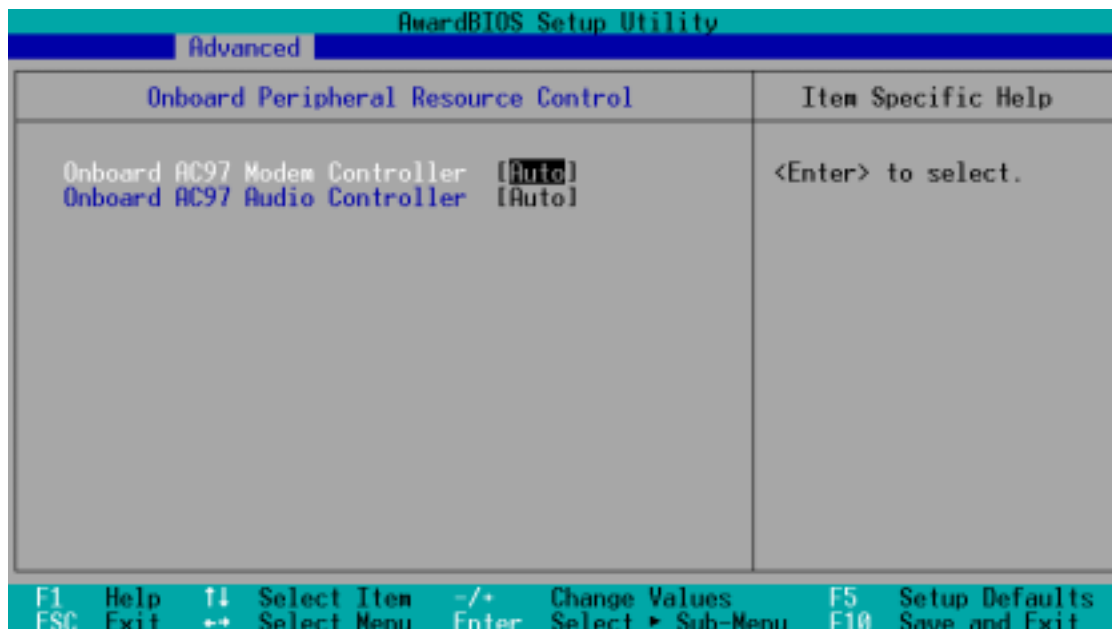 AwardBIOS Setup Utility
Advanced
Onboard Peripheral Resource Control
Item Specific Help
Onboard AC97 Modem Controller [Auto]
<Enter> to select.
Onboard AC97 Audio Controller [Auto]
F1 Help ↑↓ Select Item -/+ Change Values F5 Setup Defaults
ESC Exit ←→ Select Menu Enter Select ► Sub-Menu F10 Save and Exit